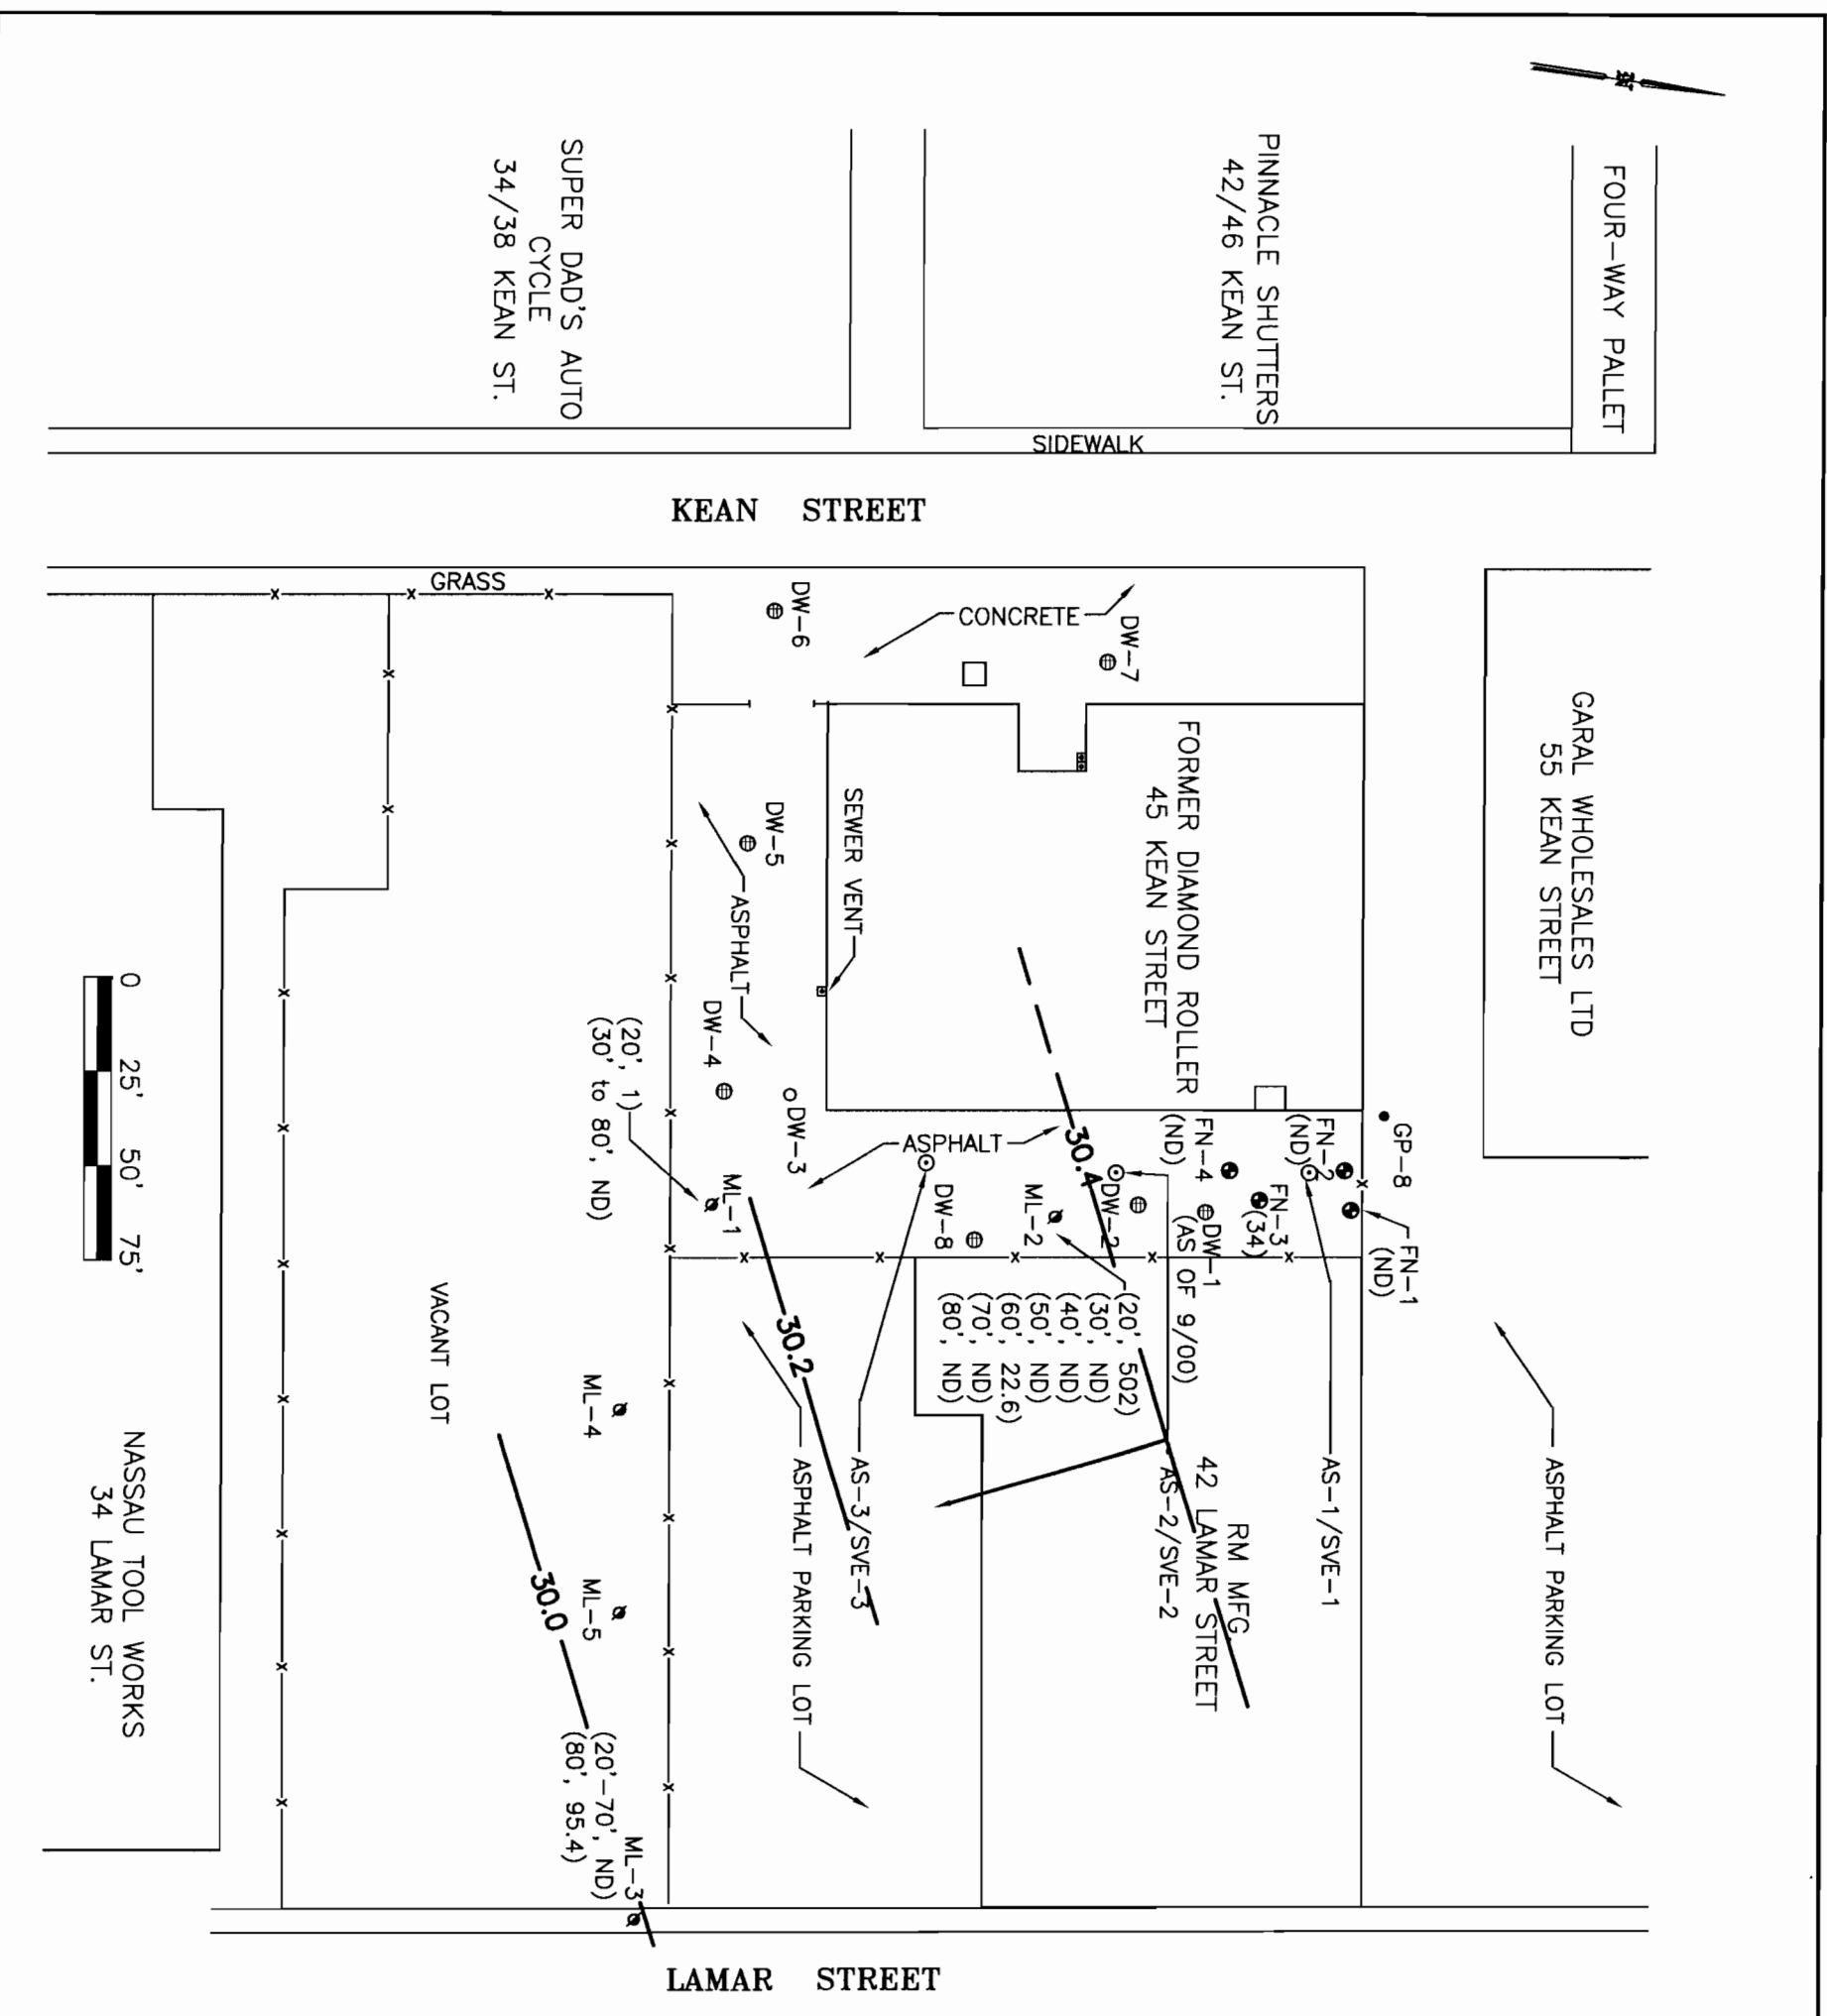 FOUR-WAY PALLET
PINNACLE SHUTTERS
42/46 KEAN ST.
SUPER DAD'S AUTO
CYCLE
34/38 KEAN ST.
SIDEWALK
KEAN STREET
GRASS
CONCRETE
DW-6
DW-7
GARAL WHOLESALES LTD
55 KEAN STREET
FORMER DIAMOND ROLLER
45 KEAN STREET
SEWER VENT
DW-5
ASPHALT
DW-4
DW-3
(20', 1)
(30' to 80', ND)
ML-1
ASPHALT
30.4
GP-8
FN-1
(ND)
FN-2
(ND)
FN-3
(34)
FN-4
(ND)
DW-1
(AS OF 9/00)
DW-2
ML-2
DW-8
(20', 502)
(30', ND)
(40', ND)
(50', ND)
(60', 22.6)
(70', ND)
(80', ND)
30.2
AS-1/SVE-1
AS-2/SVE-2
AS-3/SVE-3
RM MFG
42 LAMAR STREET
ASPHALT PARKING LOT
ASPHALT PARKING LOT
VACANT LOT
ML-4
ML-5
30.0
(20'-70', ND)
(80', 95.4)
ML-3
0 25' 50' 75'
NASSAU TOOL WORKS
34 LAMAR ST.
LAMAR STREET